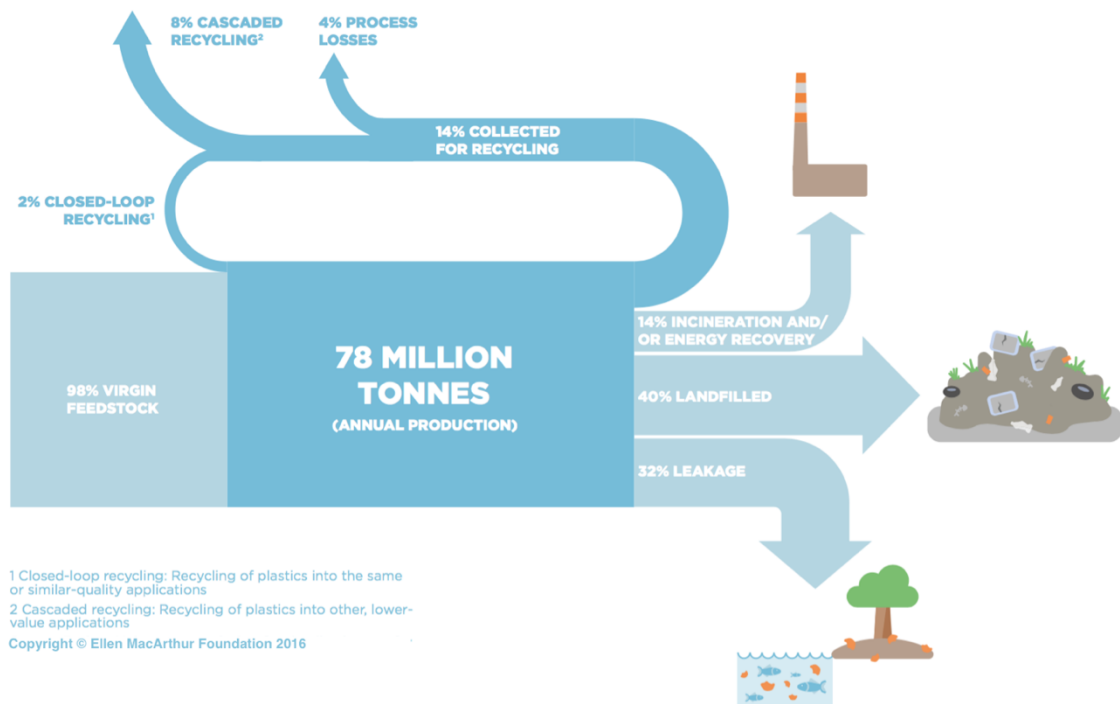 8% CASCADED
RECYCLING²
4% PROCESS
LOSSES
14% COLLECTED
FOR RECYCLING
2% CLOSED-LOOP
RECYCLING¹
98% VIRGIN
FEEDSTOCK
78 MILLION
TONNES
(ANNUAL PRODUCTION)
14% INCINERATION AND/
OR ENERGY RECOVERY
40% LANDFILLED
32% LEAKAGE
1 Closed-loop recycling: Recycling of plastics into the same
or similar-quality applications
2 Cascaded recycling: Recycling of plastics into other, lower-
value applications
Copyright © Ellen MacArthur Foundation 2016